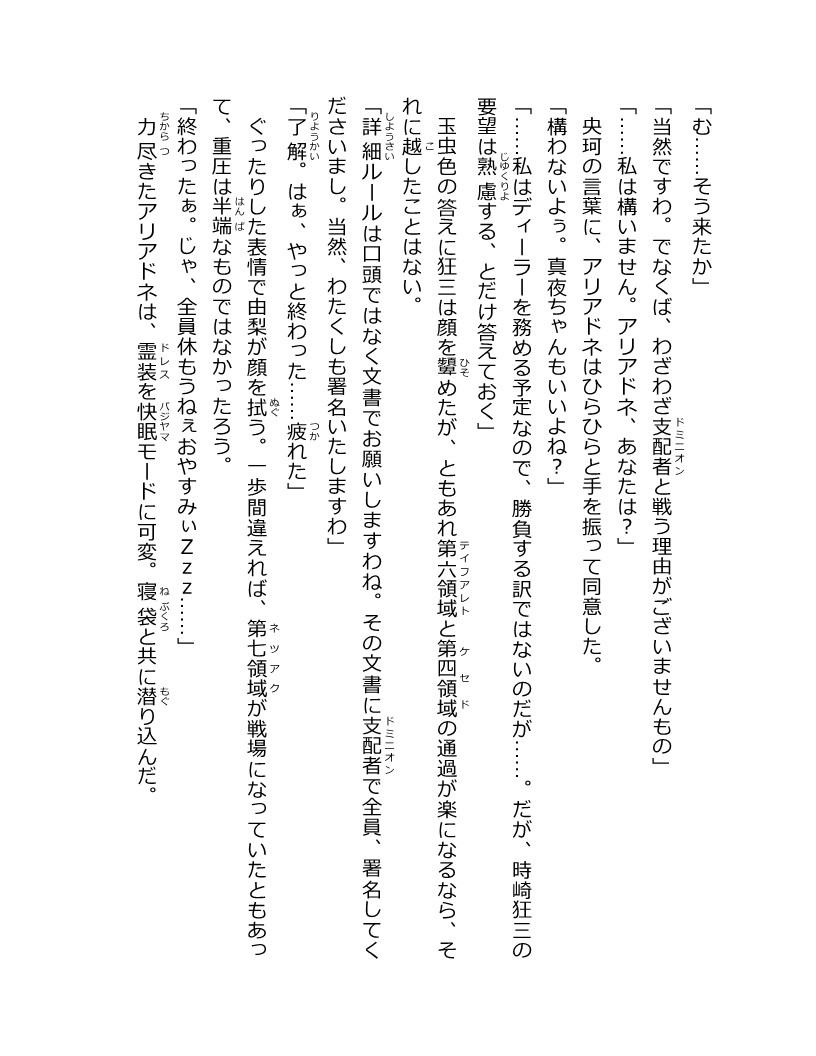 「む……そう来たか」
「当然ですわ。でなくば、わざわざ支配者と戦う理由がございませんもの」
「……私は構いません。アリアドネ、あなたは?」
央珂の言葉に、アリアドネはひらひらと手を振って同意した。
「構わないよぅ。真夜ちゃんもいいよね?」
「……私はディーラーを務める予定なので、勝負する訳ではないのだが……。だが、時崎狂三の
要望は熟慮する、とだけ答えておく」
玉虫色の答えに狂三は顔を顰めたが、ともあれ第六領域と第四領域の通過が楽になるなら、そ
れに越したことはない。
「詳細ルールは口頭ではなく文書でお願いしますわね。その文書に支配者で全員、署名してく
ださいまし。当然、わたくしも署名いたしますわ」
「了解。はぁ、やっと終わった……疲れた」
ぐったりした表情で由梨が顔を拭う。一歩間違えれば、第七領域が戦場になっていたともあっ
て、重圧は半端なものではなかったろう。
「終わったぁ。じゃ、全員休もうねぇおやすみぃZzz……」
力尽きたアリアドネは、霊装を快眠モードに可変。寝袋と共に潜り込んだ。